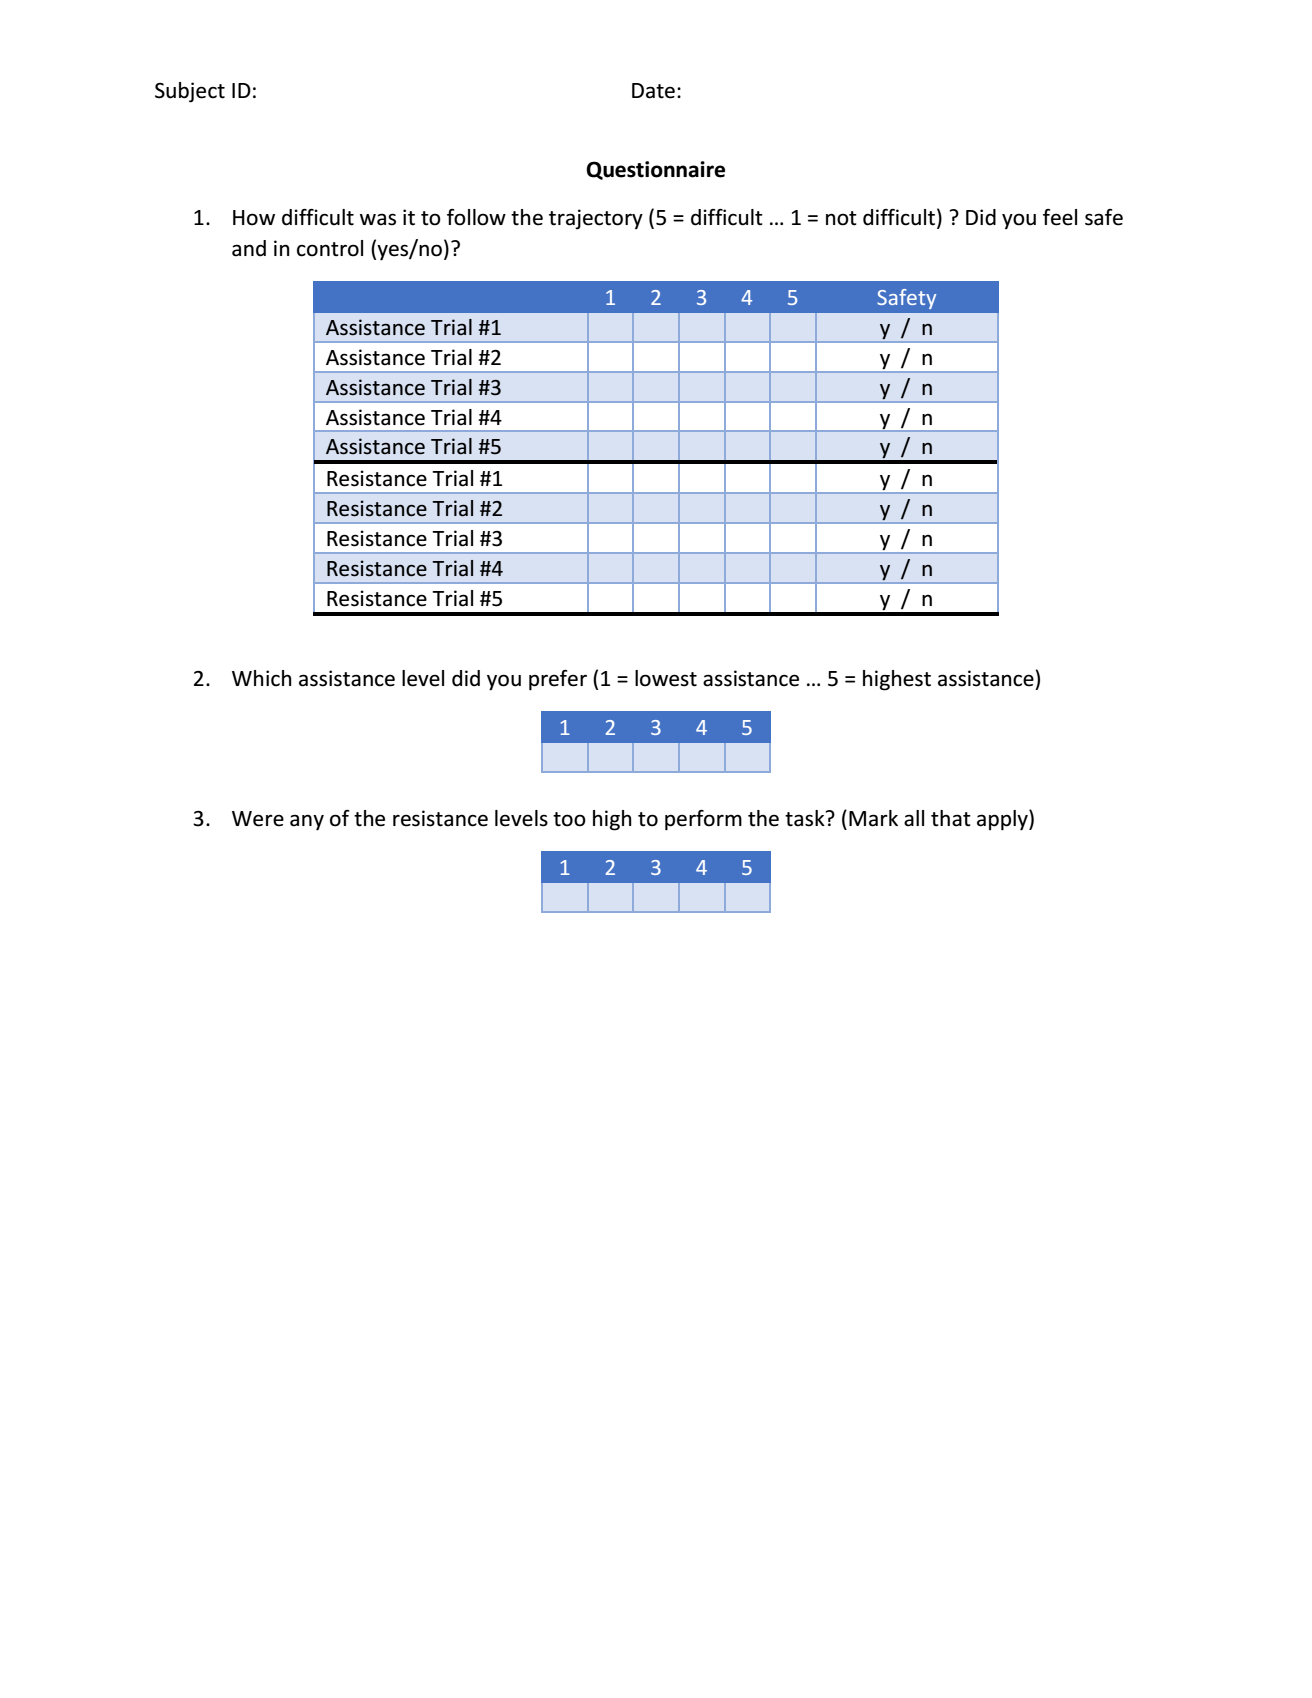 Subject ID: Date:
Questionnaire
1. How difficult was it to follow the trajectory (5 = difficult ... 1 = not difficult) ? Did you feel safe
and in control (yes/no)?
1 2 3 4 5 Safety
Assistance Trial #1 y / n
Assistance Trial #2 y / n
Assistance Trial #3 y / n
Assistance Trial #4 y / n
Assistance Trial #5 y / n
Resistance Trial #1 y / n
Resistance Trial #2 y / n
Resistance Trial #3 y / n
Resistance Trial #4 y / n
Resistance Trial #5 y / n
2. Which assistance level did you prefer (1 = lowest assistance ... 5 = highest assistance)
1 2 3 4 5
3. Were any of the resistance levels too high to perform the task? (Mark all that apply)
1 2 3 4 5